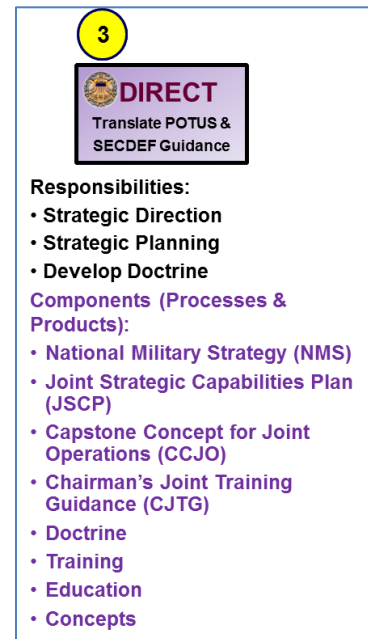 3
DIRECT
Translate POTUS &
SECDEF Guidance
Responsibilities:
• Strategic Direction
• Strategic Planning
• Develop Doctrine
Components (Processes &
Products):
• National Military Strategy (NMS)
• Joint Strategic Capabilities Plan
(JSCP)
• Capstone Concept for Joint
Operations (CCJO)
• Chairman’s Joint Training
Guidance (CJTG)
• Doctrine
• Training
• Education
• Concepts